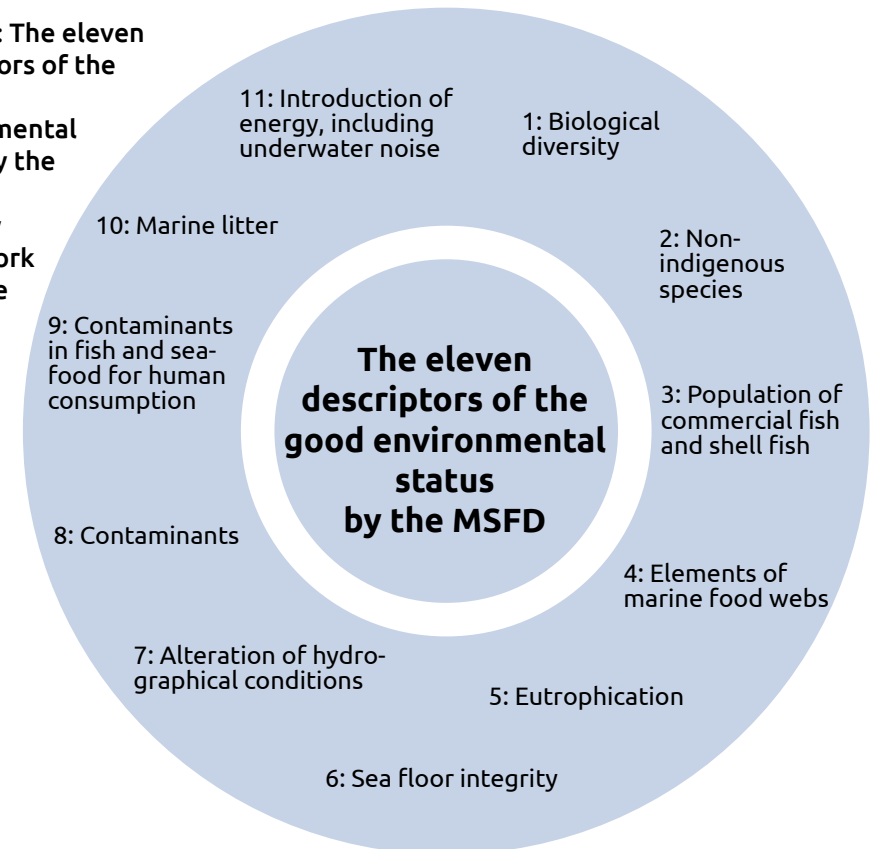 : The eleven
ors of the
mental
y the
ork
e
11: Introduction of
energy, including
underwater noise
1: Biological
diversity
10: Marine litter
2: Non-
indigenous
species
9: Contaminants
in fish and sea-
food for human
consumption
The eleven
descriptors of the
good environmental
status
by the MSFD
3: Population of
commercial fish
and shell fish
8: Contaminants
4: Elements of
marine food webs
7: Alteration of hydro-
graphical conditions
5: Eutrophication
6: Sea floor integrity